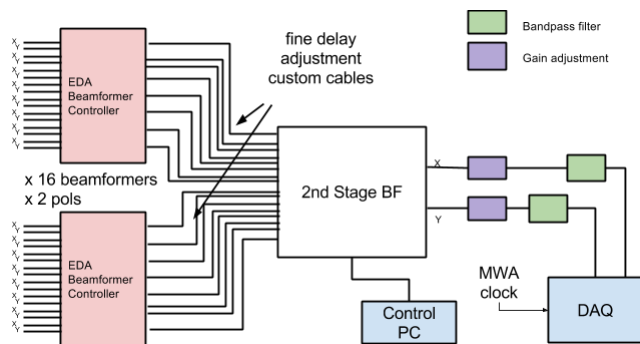 X
Y
X
Y
X
Y
X
Y
X
Y
X
Y
X
Y
X
Y
EDA
Beamformer
Controller
fine delay
adjustment
custom cables
Bandpass filter
Gain adjustment
x 16 beamformers
x 2 pols
2nd Stage BF
X
Y
X
Y
X
Y
X
Y
X
Y
X
Y
X
Y
X
Y
X
Y
EDA
Beamformer
Controller
Control
PC
MWA
clock
DAQ